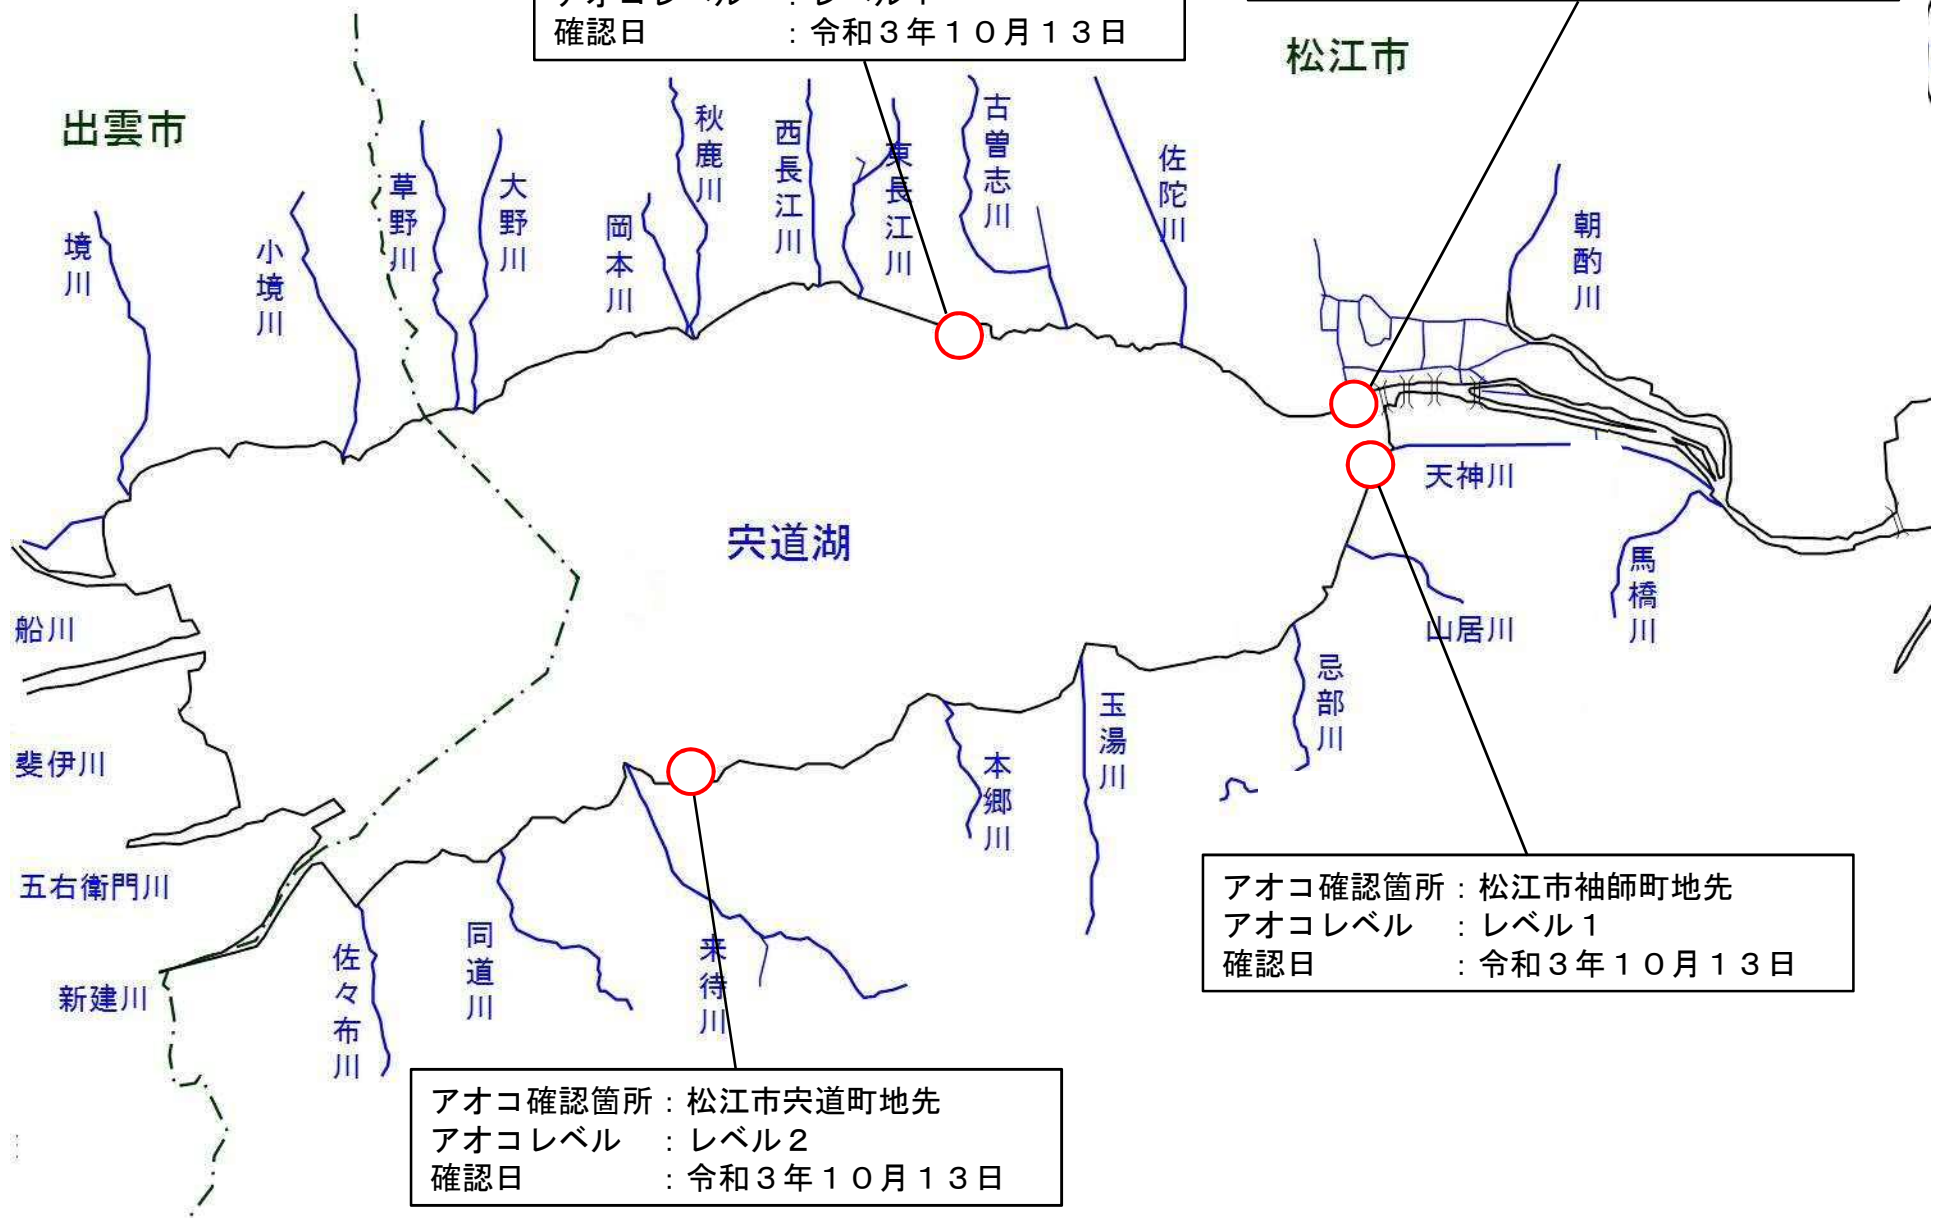 確認日 : 令和３年１０月１３日
松江市
出雲市
境川
小境川
草野川
大野川
岡本川
秋鹿川
西長江川
東長江川
古曽志川
佐陀川
朝酌川
宍道湖
天神川
馬橋川
山居川
忌部川
玉湯川
本郷川
船川
斐伊川
五右衛門川
新建川
佐々布川
同道川
来待川
アオコ確認箇所 : 松江市袖師町地先
アオコレベル : レベル１
確認日 : 令和３年１０月１３日
アオコ確認箇所 : 松江市宍道町地先
アオコレベル : レベル２
確認日 : 令和３年１０月１３日